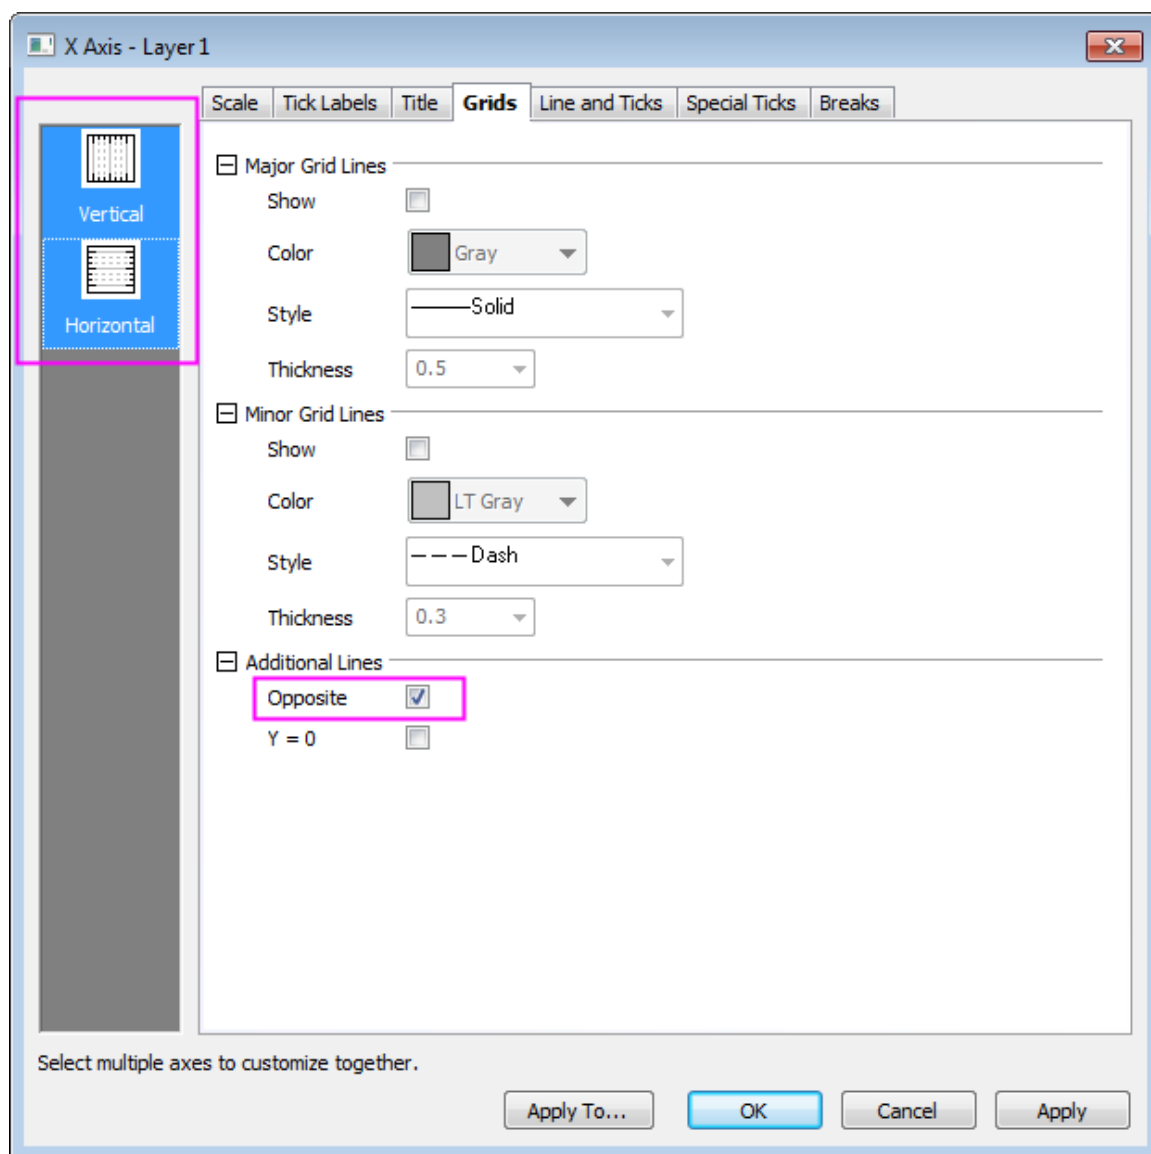 X Axis - Layer1
Scale Tick Labels Title Grids Line and Ticks Special Ticks Breaks
Vertical
Horizontal
Major Grid Lines
Show
Color Gray
Style Solid
Thickness 0.5
Minor Grid Lines
Show
Color LT Gray
Style Dash
Thickness 0.3
Additional Lines
Opposite
Y = 0
Select multiple axes to customize together.
Apply To... OK Cancel Apply